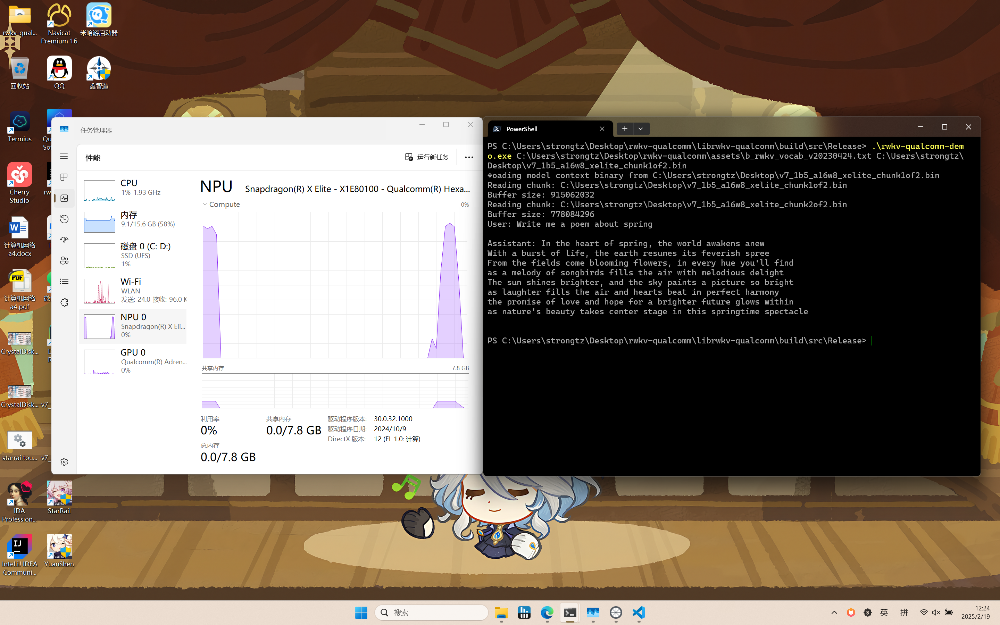 rwkv-qual...
Navicat
Premium 16
米哈游启动器
回收站
QQ
鑫智造
Termius
Qu
Sof
Cherry
Studio
rw
计算机网络
a4.docx
T
PDF
计算机网络
a4.pdf
微
CrystalDisk...
D
R
CrystalDisk...
v7_
starrailtou...
v7_
IDA
Profession...
StarRail
IJ
IntelliJ IDEA
Communi...
YuanShen
任务管理器
性能
运行新任务
CPU
1% 1.93 GHz
内存
9.1/15.6 GB (58%)
磁盘 0 (C: D:)
SSD (UFS)
1%
Wi-Fi
WLAN
发送: 24.0 接收: 96.0 K
NPU 0
Snapdragon(R) X Eli...
0%
GPU 0
Qualcomm(R) Adren...
0%
NPU
Snapdragon(R) X Elite - X1E80100 - Qualcomm(R) Hexa...
Compute
0%
共享内存
7.8 GB
利用率
0%
共享内存
0.0/7.8 GB
驱动程序版本: 30.0.32.1000
驱动程序日期: 2024/10/9
DirectX 版本: 12 (FL 1.0: 计算)
总内存
0.0/7.8 GB
PowerShell
PS C:\Users\strongtz\Desktop\rwkv-qualcomm\librwkv-qualcomm\build\src\Release> .\rwkv-qualcomm-dem
o.exe C:\Users\strongtz\Desktop\rwkv-qualcomm\assets\b_rwkv_vocab_v20230424.txt C:\Users\strongtz\
Desktop\v7_1b5_a16w8_xelite_chunk1of2.bin
�oading model context binary from C:\Users\strongtz\Desktop\v7_1b5_a16w8_xelite_chunk1of2.bin
Reading chunk: C:\Users\strongtz\Desktop\v7_1b5_a16w8_xelite_chunk1of2.bin
Buffer size: 915062032
Reading chunk: C:\Users\strongtz\Desktop\v7_1b5_a16w8_xelite_chunk2of2.bin
Buffer size: 778084296
User: Write me a poem about spring
Assistant: In the heart of spring, the world awakens anew
With a burst of life, the earth resumes its feverish spree
From the fields come blooming flowers, in every hue you'll find
as a melody of songbirds fills the air with melodious delight
The sun shines brighter, and the sky paints a picture so bright
as laughter fills the air and hearts beat in perfect harmony
the promise of love and hope for a brighter future glows within
as nature's beauty takes center stage in this springtime spectacle
PS C:\Users\strongtz\Desktop\rwkv-qualcomm\librwkv-qualcomm\build\src\Release>
搜索
英
拼
12:24
2025/2/19